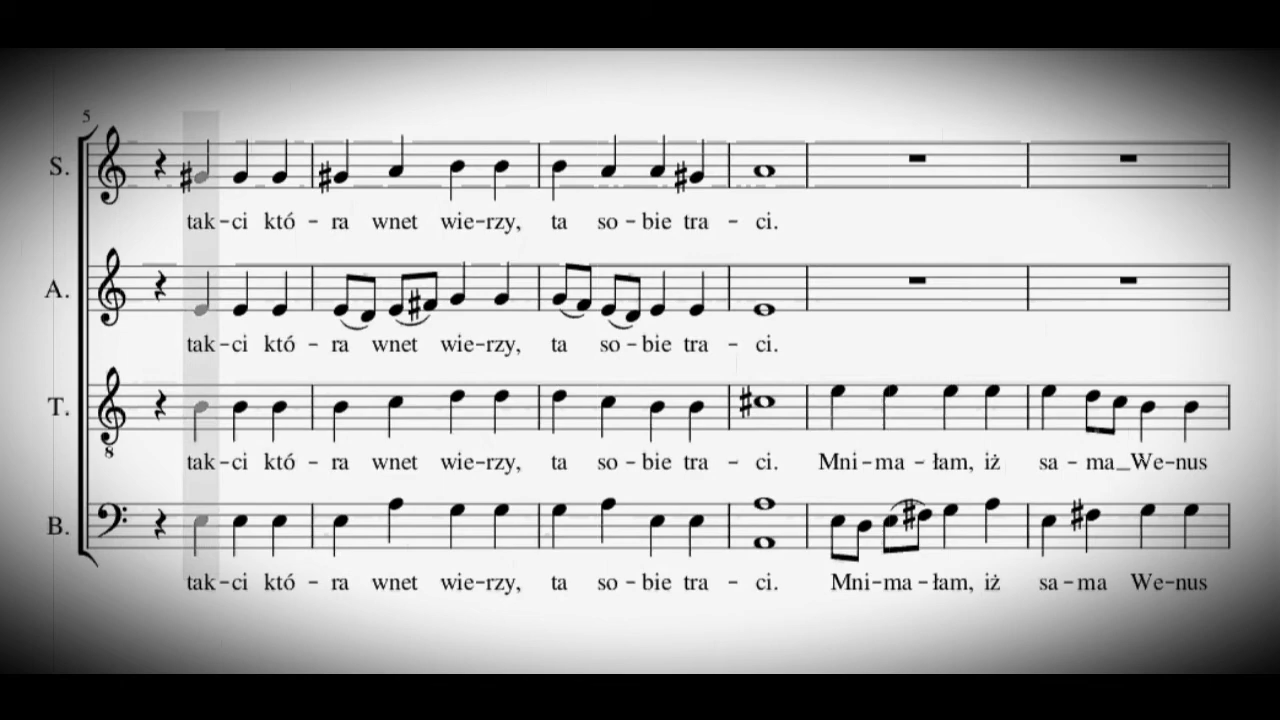 5
S.
tak-ci któ - ra wnet wie-rzy, ta so - bie tra - ci.
A.
tak-ci któ - ra wnet wie-rzy, ta so - bie tra - ci.
T.
8
tak-ci któ - ra wnet wie-rzy, ta so - bie tra - ci. Mni-ma - łam, iż sa - ma_We-nus
B.
tak-ci któ - ra wnet wie-rzy, ta so - bie tra - ci. Mni-ma-łam, iż sa-ma We-nus